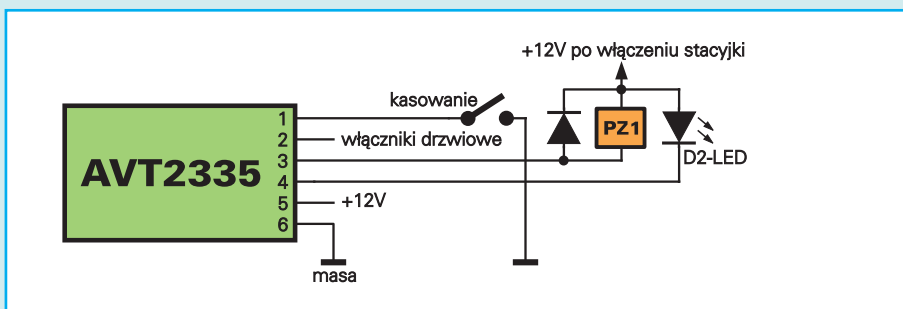 +12V po włączeniu stacyjki
kasowanie
1
2
włączniki drzwiowe
PZ1
AVT2335
3
D2-LED
4
5
+12V
6
masa